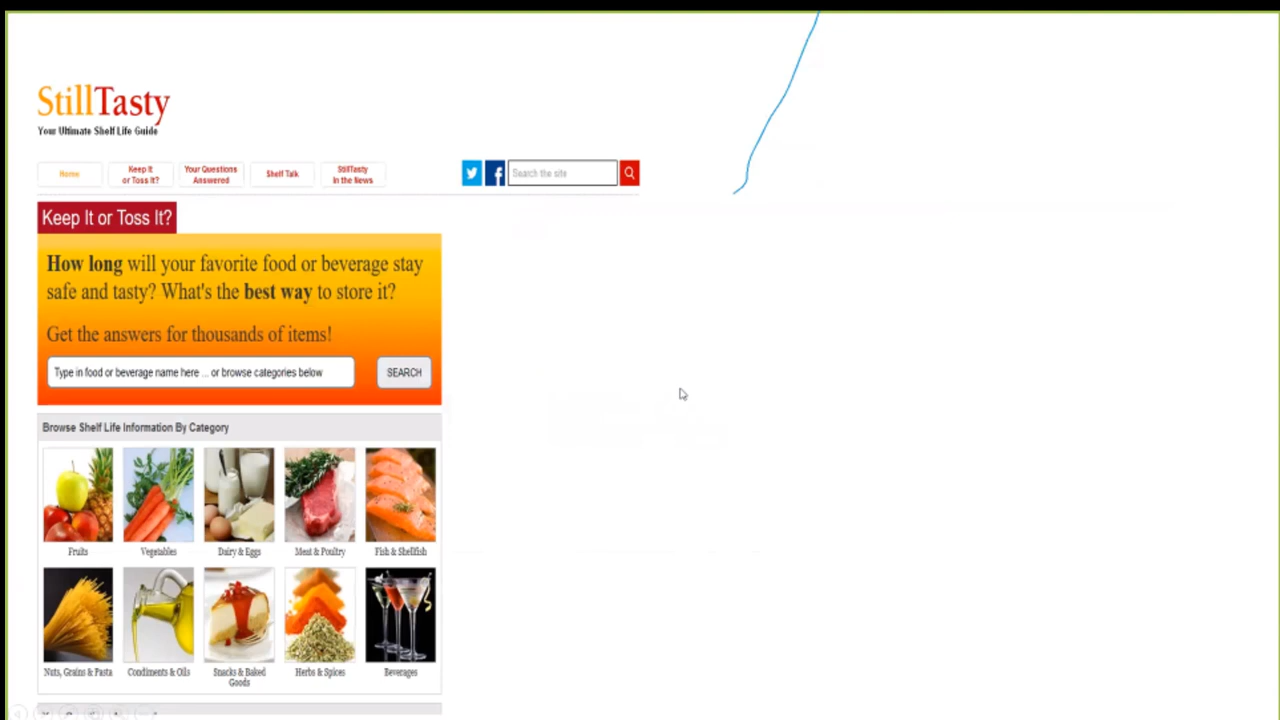 StillTasty
Your Ultimate Shelf Life Guide
Home
Keep It
or Toss It?
Your Questions
Answered
Shelf Talk
StillTasty
in the News
Search the site
Keep It or Toss It?
How long will your favorite food or beverage stay
safe and tasty? What's the best way to store it?
Get the answers for thousands of items!
Type in food or beverage name here ... or browse categories below
SEARCH
Browse Shelf Life Information By Category
Fruits
Vegetables
Dairy & Eggs
Meat & Poultry
Fish & Shellfish
Nuts, Grains & Pasta
Condiments & Oils
Snacks & Baked
Goods
Herbs & Spices
Beverages